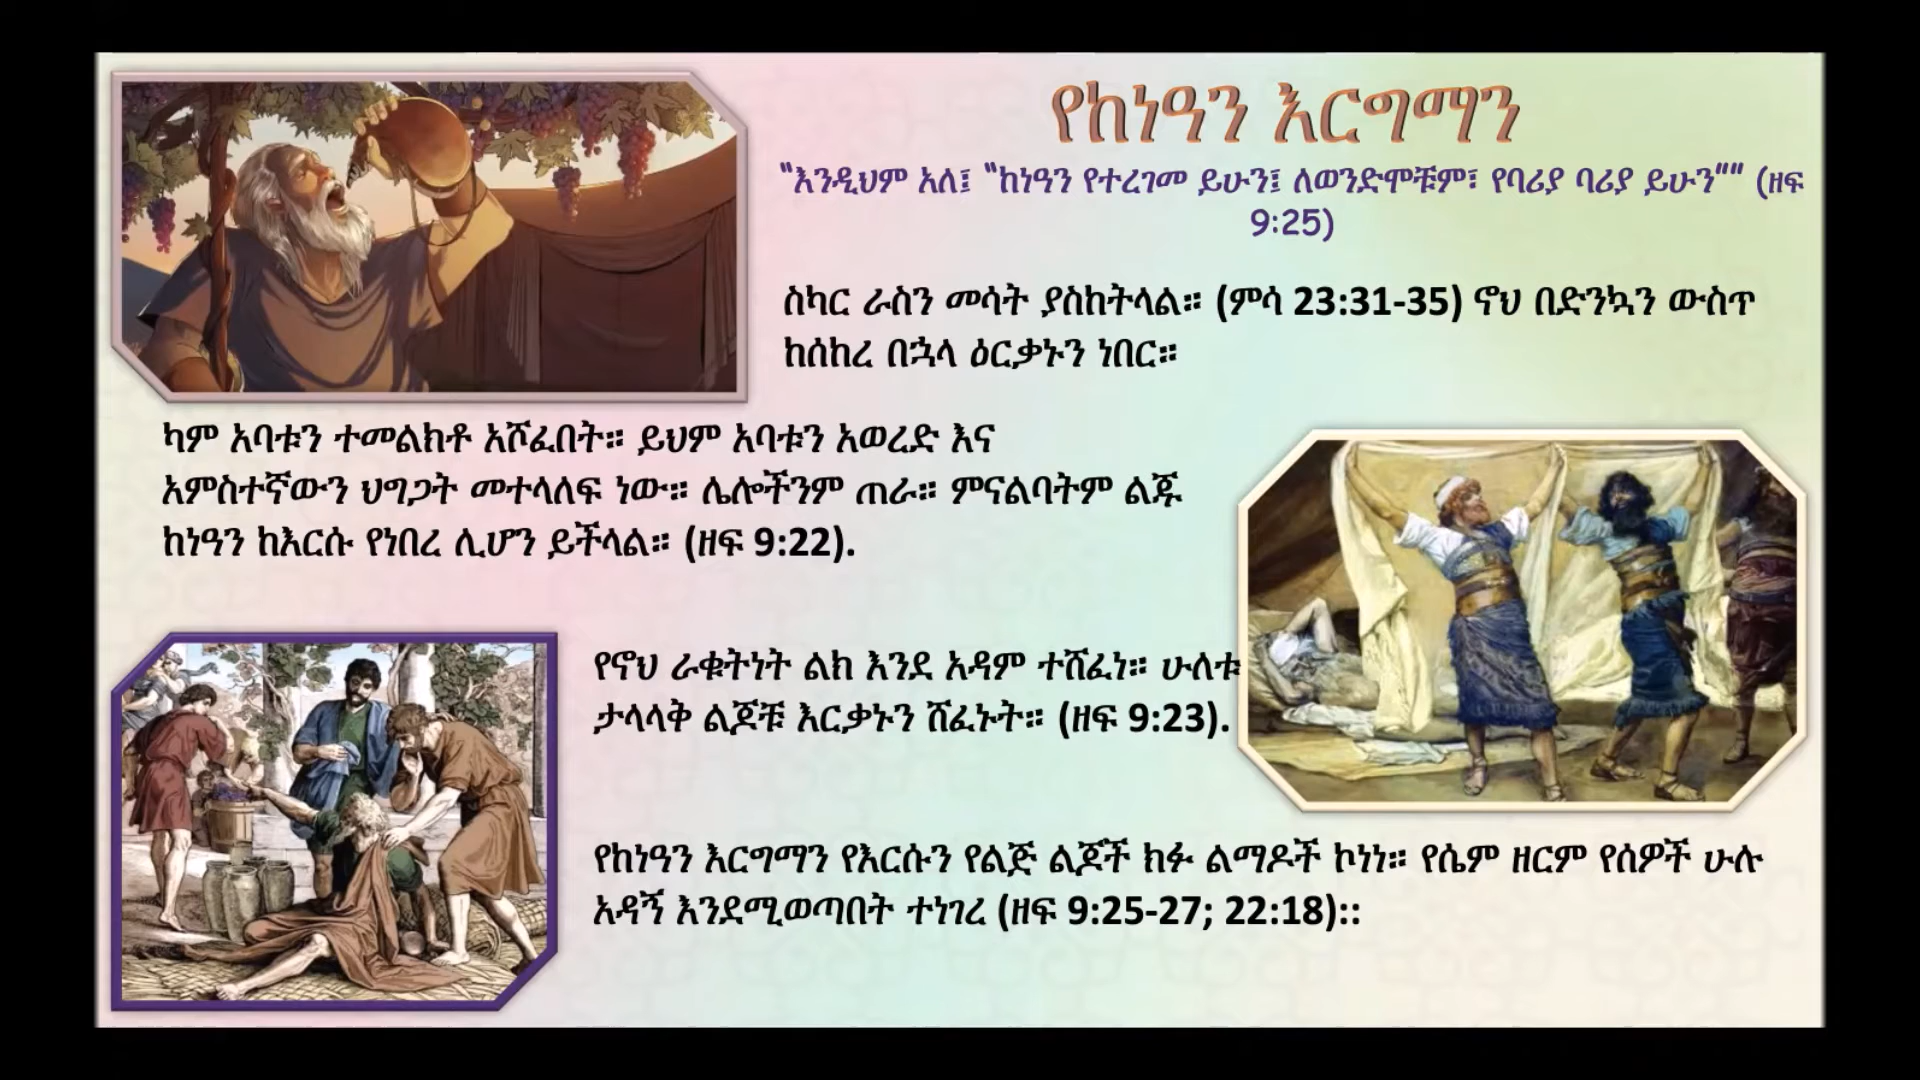 የከነዓን እርግማን
"እንዲህም አለ፤ "ከነዓን የተረገመ ይሁን፤ ለወንድሞቹም፣ የባሪያ ባሪያ ይሁን"" (ዘፍ
9:25)
ስካር ራስን መሳት ያስከትላል። (ምሳ 23:31-35) ኖህ በድንኳን ውስጥ
ከሰከረ በኋላ ዕርቃኑን ነበር።
ካም አባቱን ተመልክቶ አሾፈበት። ይህም አባቱን አወረድ እና
አምስተኛውን ህግጋት መተላለፍ ነው። ሌሎችንም ጠራ። ምናልባትም ልጁ
ከነዓን ከእርሱ የነበረ ሊሆን ይችላል። (ዘፍ 9:22).
የኖህ ራቁትነት ልክ እንደ አዳም ተሸፈነ። ሁለቱ
ታላላቅ ልጆቹ እርቃኑን ሸፈኑት። (ዘፍ 9:23).
የከነዓን እርግማን የእርሱን የልጅ ልጆች ክፉ ልማዶች ኮነነ። የሴም ዘርም የሰዎች ሁሉ
አዳኝ እንደሚወጣበት ተነገረ (ዘፍ 9:25-27; 22:18)::